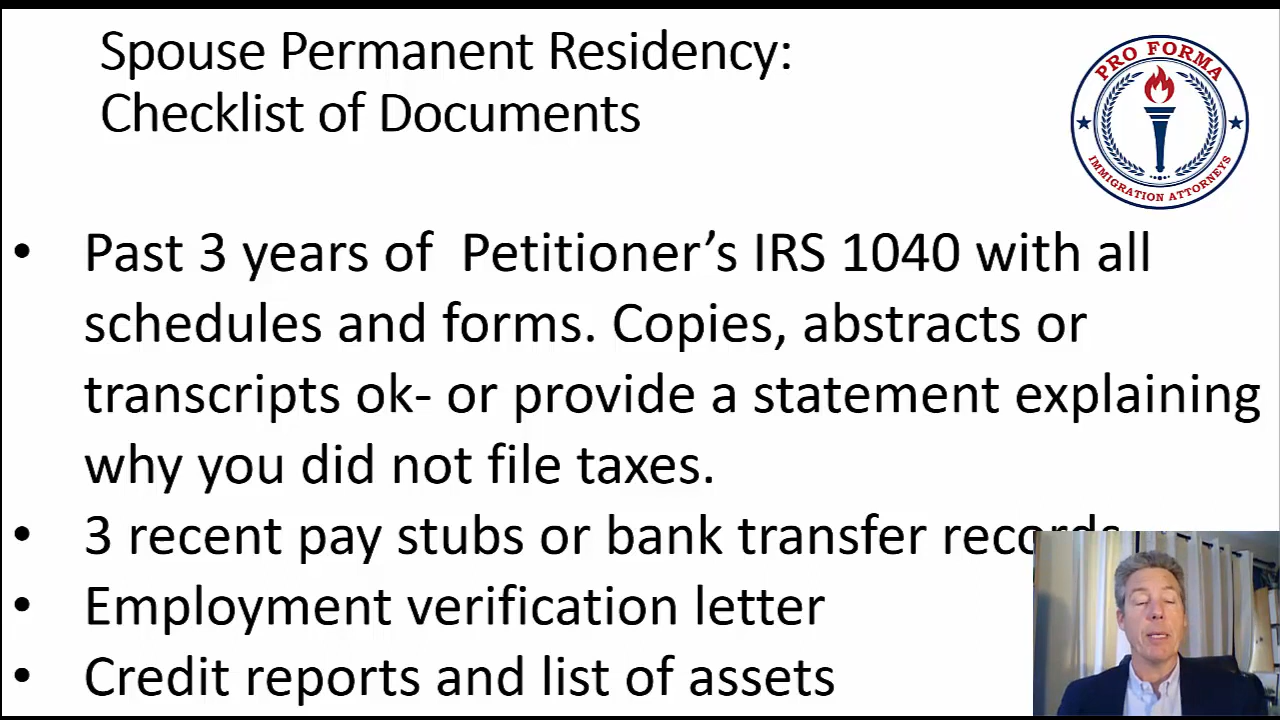 Spouse Permanent Residency:
Checklist of Documents
PRO FORMA
IMMIGRATION ATTORNEYS
• Past 3 years of  Petitioner’s IRS 1040 with all
schedules and forms. Copies, abstracts or
transcripts ok- or provide a statement explaining
why you did not file taxes.
• 3 recent pay stubs or bank transfer records
• Employment verification letter
• Credit reports and list of assets